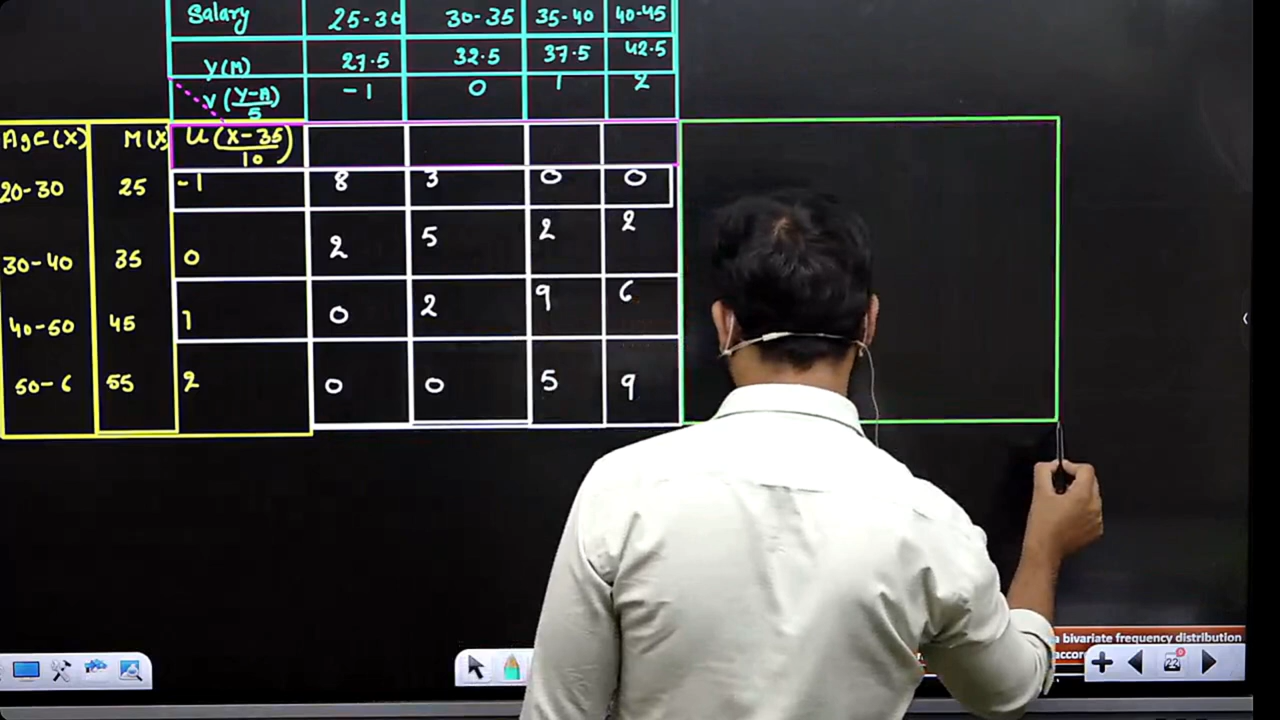 Salary 25-30 30-35 35-40 40-45
Y(M) 27.5 32.5 37.5 42.5
V(Y-A)/5 -1 0 1 2
Age(X) M(X) U(X-35)/10
20-30 25 -1 8 3 0 0
30-40 35 0 2 5 2 2
40-50 45 1 0 2 9 6
50-6 55 2 0 0 5 9
a bivariate frequency distribution
22